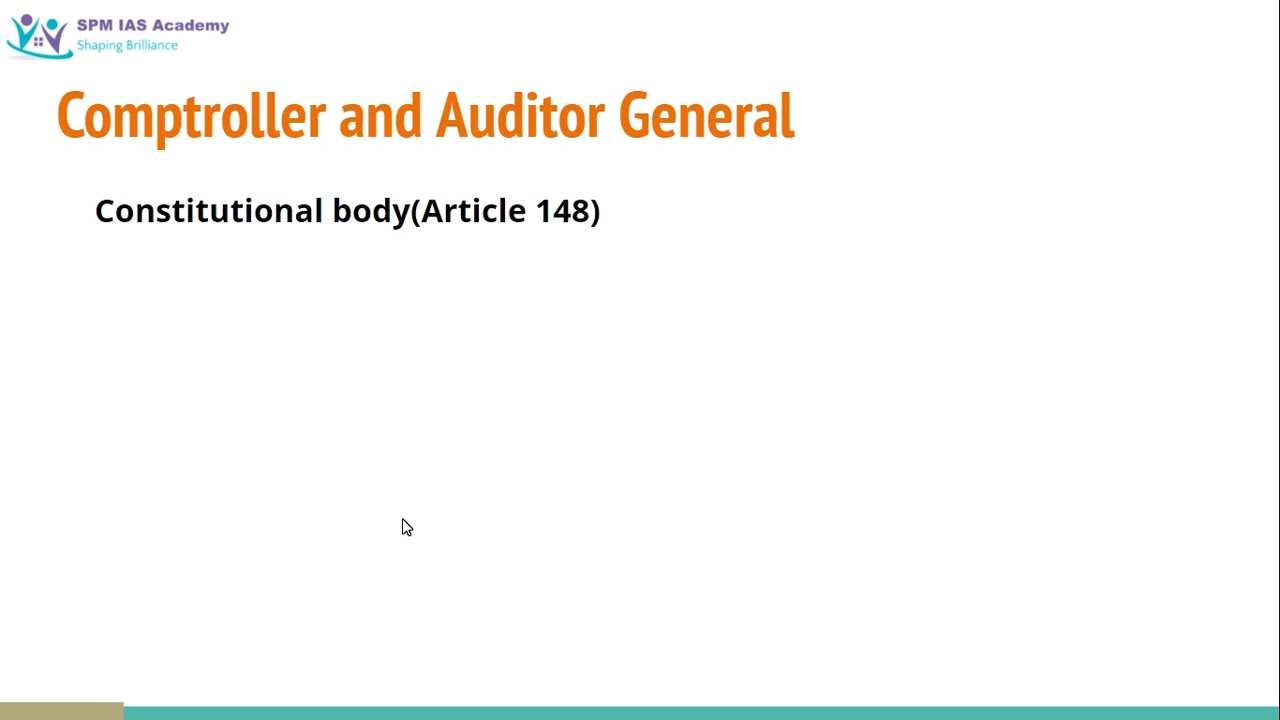 SPM IAS Academy
Shaping Brilliance
Comptroller and Auditor General
Constitutional body(Article 148)